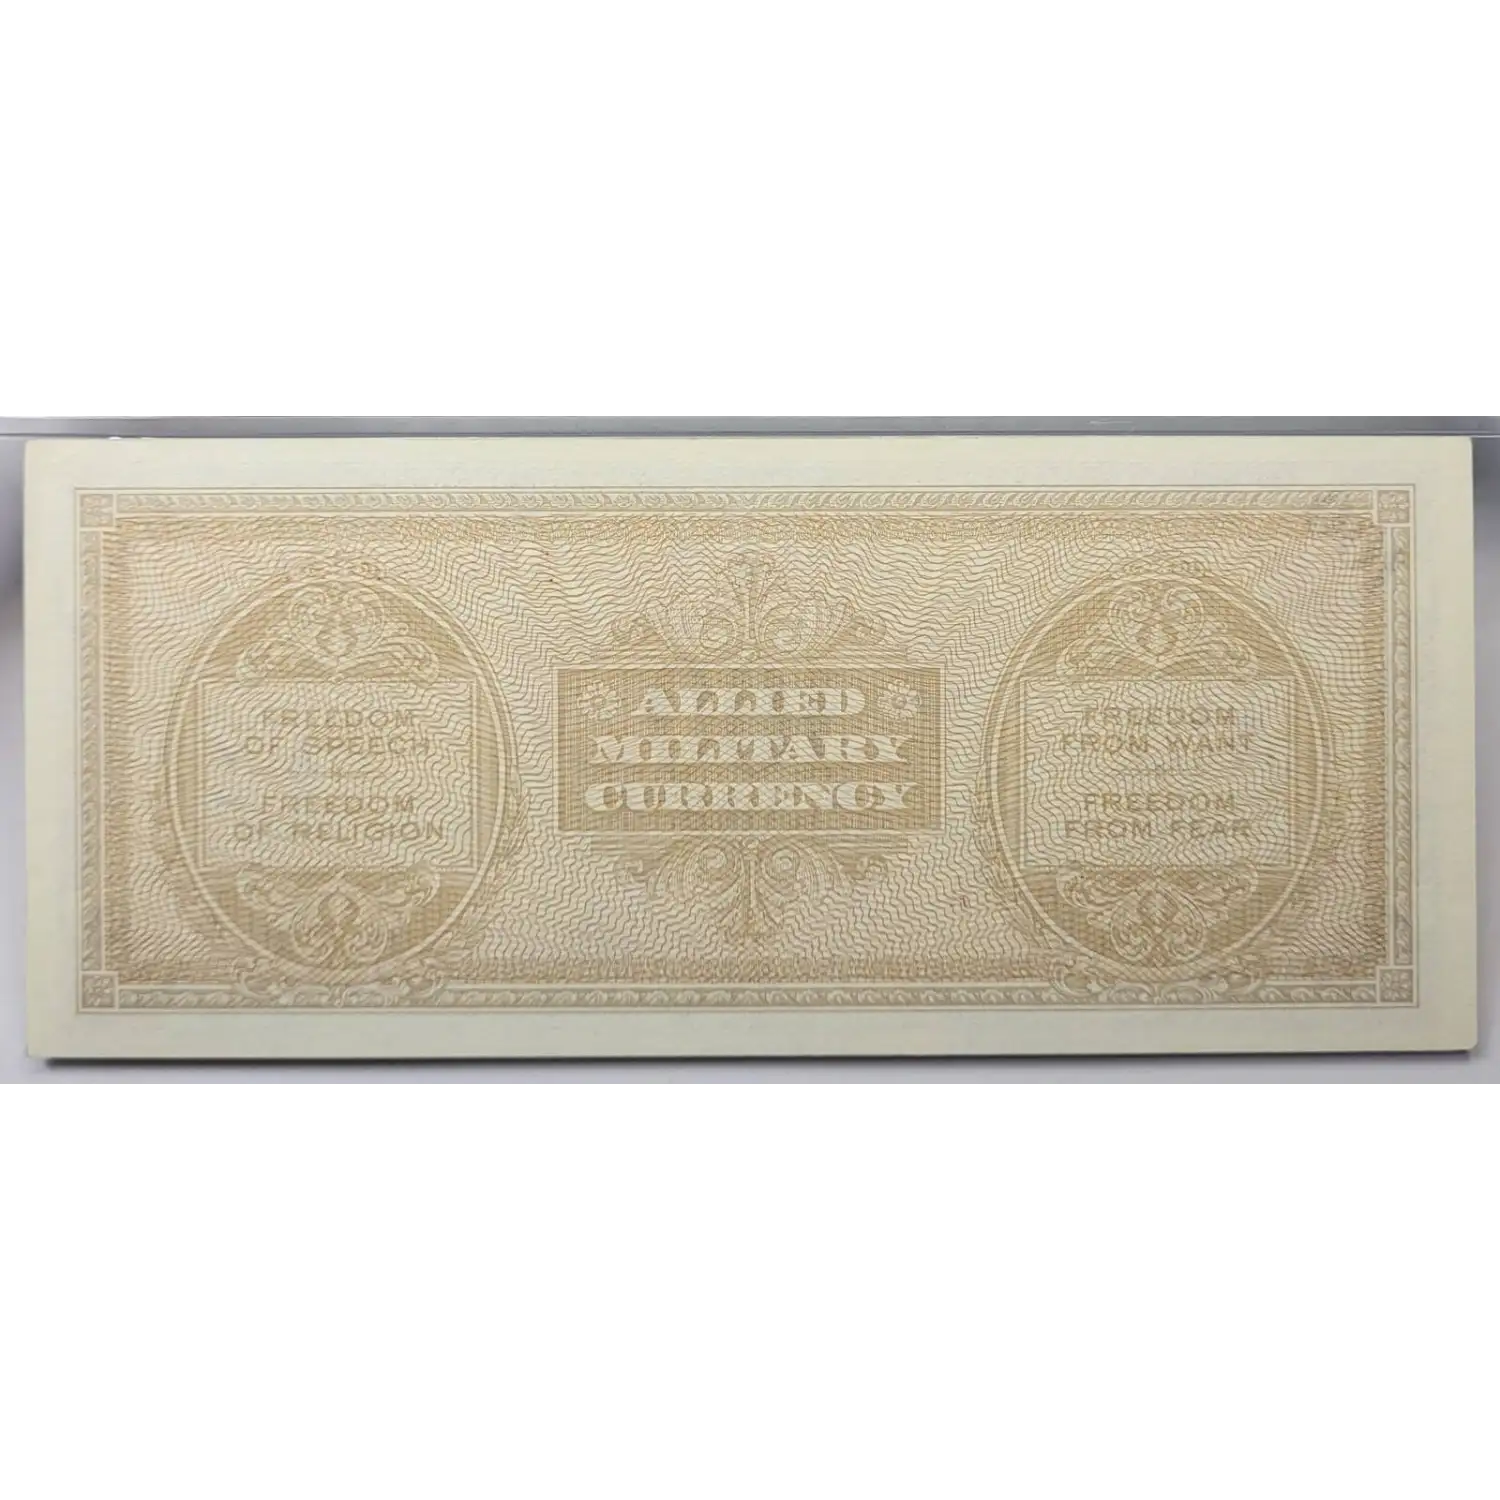 FREEDOM
OF SPEECH
FREEDOM
OF RELIGION
ALLIED
MILITARY
CURRENCY
FREEDOM
FROM WANT
FREEDOM
FROM FEAR